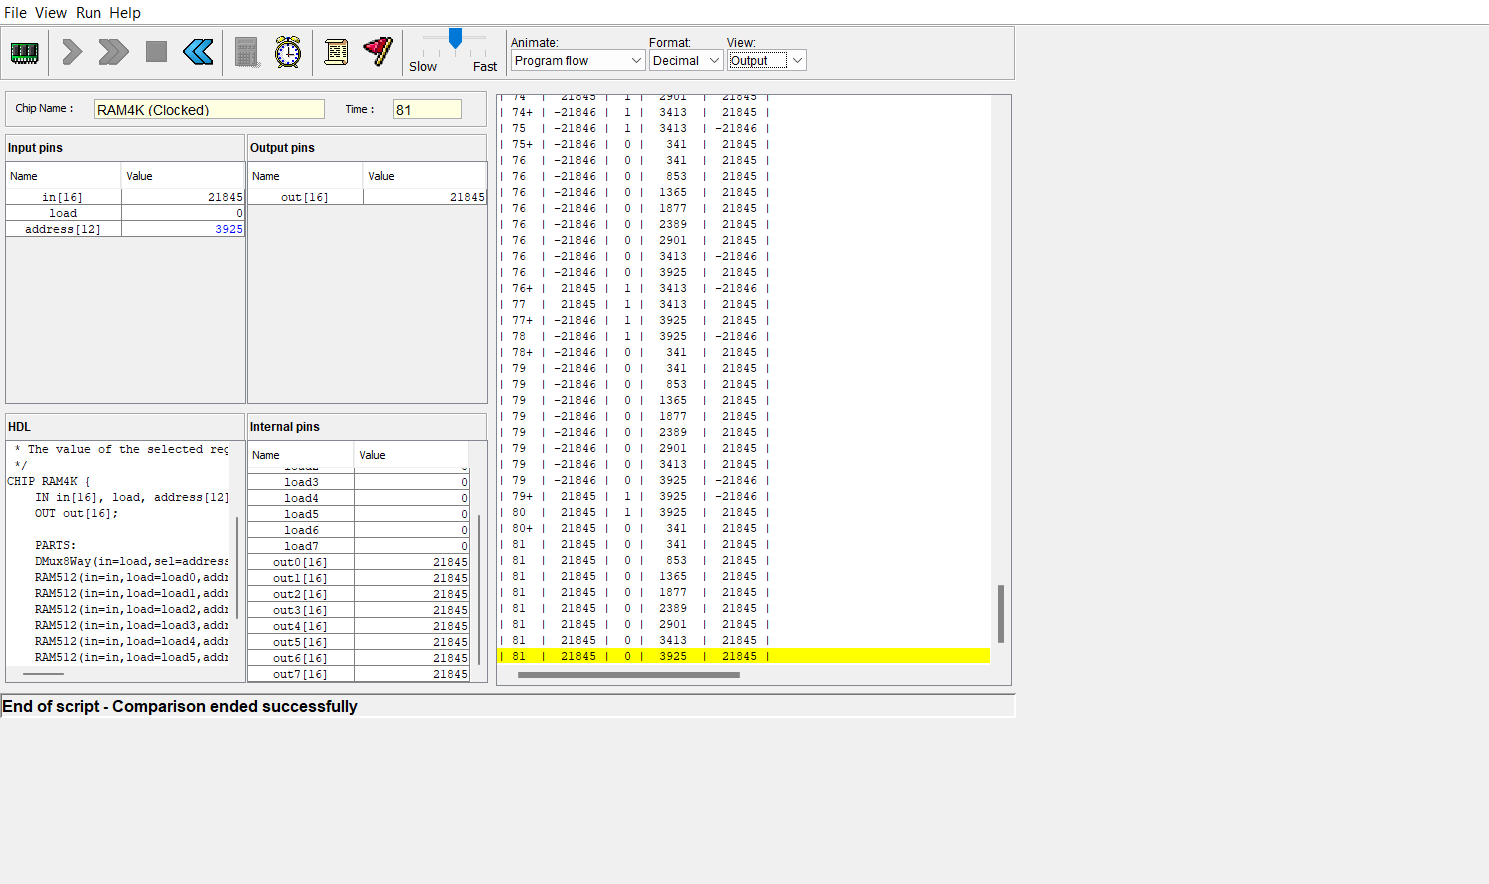 File View Run Help
Slow Fast
Animate: Format: View:
Program flow Decimal Output
Chip Name : RAM4K (Clocked) Time : 81
Input pins
Name Value
in[16] 21845
load 0
address[12] 3925
Output pins
Name Value
out[16] 21845
HDL
* The value of the selected reg
*/
CHIP RAM4K {
IN in[16], load, address[12]
OUT out[16];
PARTS:
DMux8Way(in=load,sel=address
RAM512(in=in,load=load0,addr
RAM512(in=in,load=load1,addr
RAM512(in=in,load=load2,addr
RAM512(in=in,load=load3,addr
RAM512(in=in,load=load4,addr
RAM512(in=in,load=load5,addr
Internal pins
Name Value
load3 0
load4 0
load5 0
load6 0
load7 0
out0[16] 21845
out1[16] 21845
out2[16] 21845
out3[16] 21845
out4[16] 21845
out5[16] 21845
out6[16] 21845
out7[16] 21845
| 74 | 21845 | 1 | 2901 | 21845 |
| 74+ | -21846 | 1 | 3413 | 21845 |
| 75 | -21846 | 1 | 3413 | -21846 |
| 75+ | -21846 | 0 | 341 | 21845 |
| 76 | -21846 | 0 | 341 | 21845 |
| 76 | -21846 | 0 | 853 | 21845 |
| 76 | -21846 | 0 | 1365 | 21845 |
| 76 | -21846 | 0 | 1877 | 21845 |
| 76 | -21846 | 0 | 2389 | 21845 |
| 76 | -21846 | 0 | 2901 | 21845 |
| 76 | -21846 | 0 | 3413 | -21846 |
| 76 | -21846 | 0 | 3925 | 21845 |
| 76+ | 21845 | 1 | 3413 | -21846 |
| 77 | 21845 | 1 | 3413 | 21845 |
| 77+ | -21846 | 1 | 3925 | 21845 |
| 78 | -21846 | 1 | 3925 | -21846 |
| 78+ | -21846 | 0 | 341 | 21845 |
| 79 | -21846 | 0 | 341 | 21845 |
| 79 | -21846 | 0 | 853 | 21845 |
| 79 | -21846 | 0 | 1365 | 21845 |
| 79 | -21846 | 0 | 1877 | 21845 |
| 79 | -21846 | 0 | 2389 | 21845 |
| 79 | -21846 | 0 | 2901 | 21845 |
| 79 | -21846 | 0 | 3413 | 21845 |
| 79 | -21846 | 0 | 3925 | -21846 |
| 79+ | 21845 | 1 | 3925 | -21846 |
| 80 | 21845 | 1 | 3925 | 21845 |
| 80+ | 21845 | 0 | 341 | 21845 |
| 81 | 21845 | 0 | 341 | 21845 |
| 81 | 21845 | 0 | 853 | 21845 |
| 81 | 21845 | 0 | 1365 | 21845 |
| 81 | 21845 | 0 | 1877 | 21845 |
| 81 | 21845 | 0 | 2389 | 21845 |
| 81 | 21845 | 0 | 2901 | 21845 |
| 81 | 21845 | 0 | 3413 | 21845 |
| 81 | 21845 | 0 | 3925 | 21845 |
End of script - Comparison ended successfully